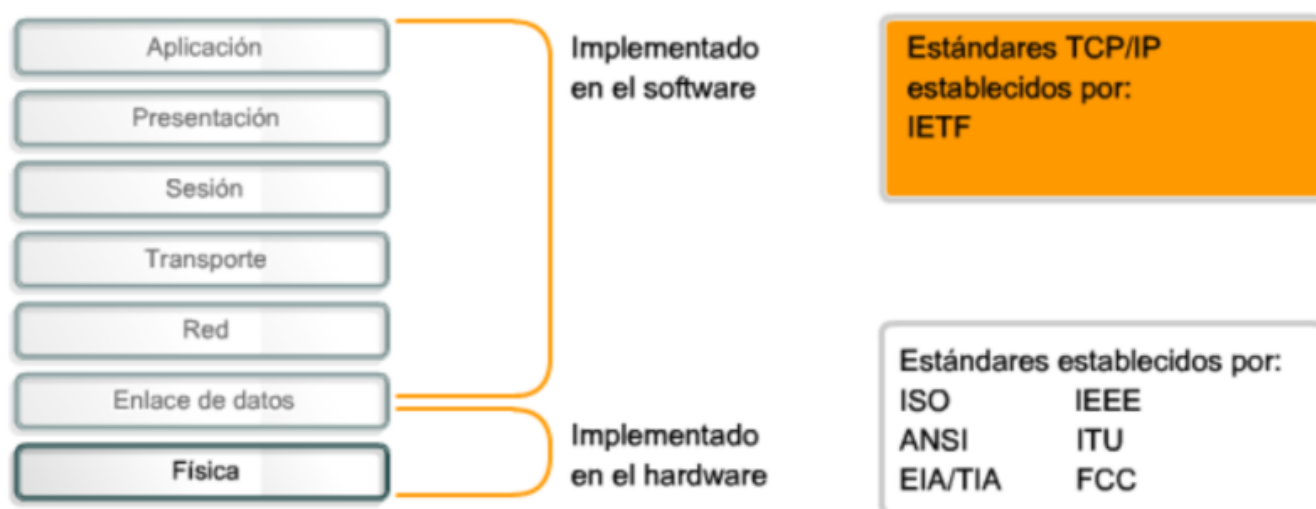 Aplicación
Presentación
Sesión
Transporte
Red
Enlace de datos
Física
Implementado
en el software
Implementado
en el hardware
Estándares TCP/IP
establecidos por:
IETF
Estándares establecidos por:
ISO IEEE
ANSI ITU
EIA/TIA FCC